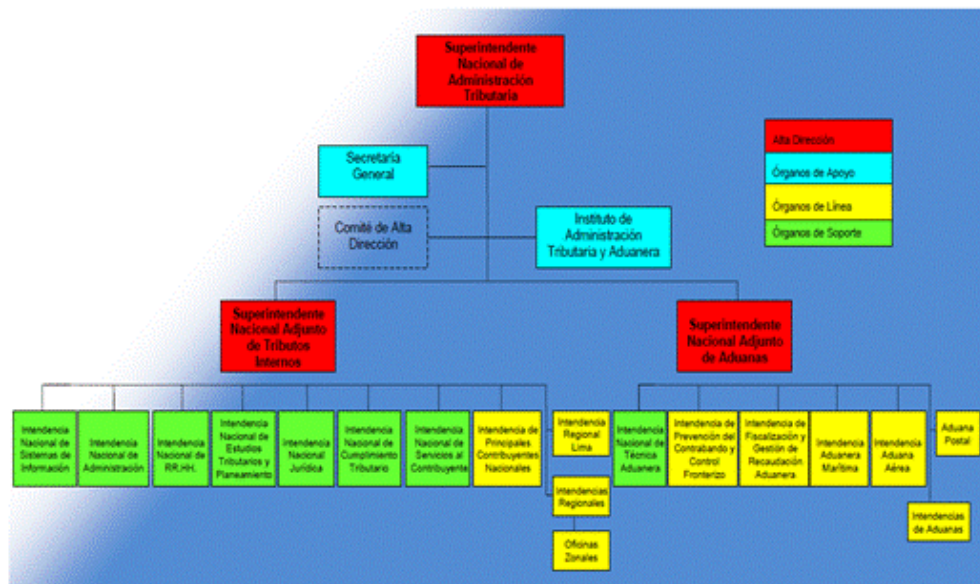 Superintendente
Nacional de
Administración
Tributaria
Secretaría
General
Comité de Alta
Dirección
Instituto de
Administración
Tributaria y Aduanera
Alta Dirección
Órganos de Apoyo
Órganos de Línea
Órganos de Soporte
Superintendente
Nacional Adjunto
de Tributos
Internos
Superintendente
Nacional Adjunto
de Aduanas
Intendencia
Nacional de
Sistemas de
Información
Intendencia
Nacional de
Administración
Intendencia
Nacional de
RR.HH.
Intendencia
Nacional de
Estudios
Tributarios y
Planeamiento
Intendencia
Nacional
Jurídica
Intendencia
Nacional de
Cumplimiento
Tributario
Intendencia
Nacional de
Servicios al
Contribuyente
Intendencia de
Principales
Contribuyentes
Nacionales
Intendencia
Regional
Lima
Intendencias
Regionales
Oficinas
Zonales
Intendencia
Nacional de
Técnica
Aduanera
Intendencia de
Prevención del
Contrabando y
Control
Fronterizo
Intendencia de
Fiscalización y
Gestión de
Recaudación
Aduanera
Intendencia
Aduanera
Marítima
Intendencia
Aduana
Aérea
Aduana
Postal
Intendencias
de Aduanas